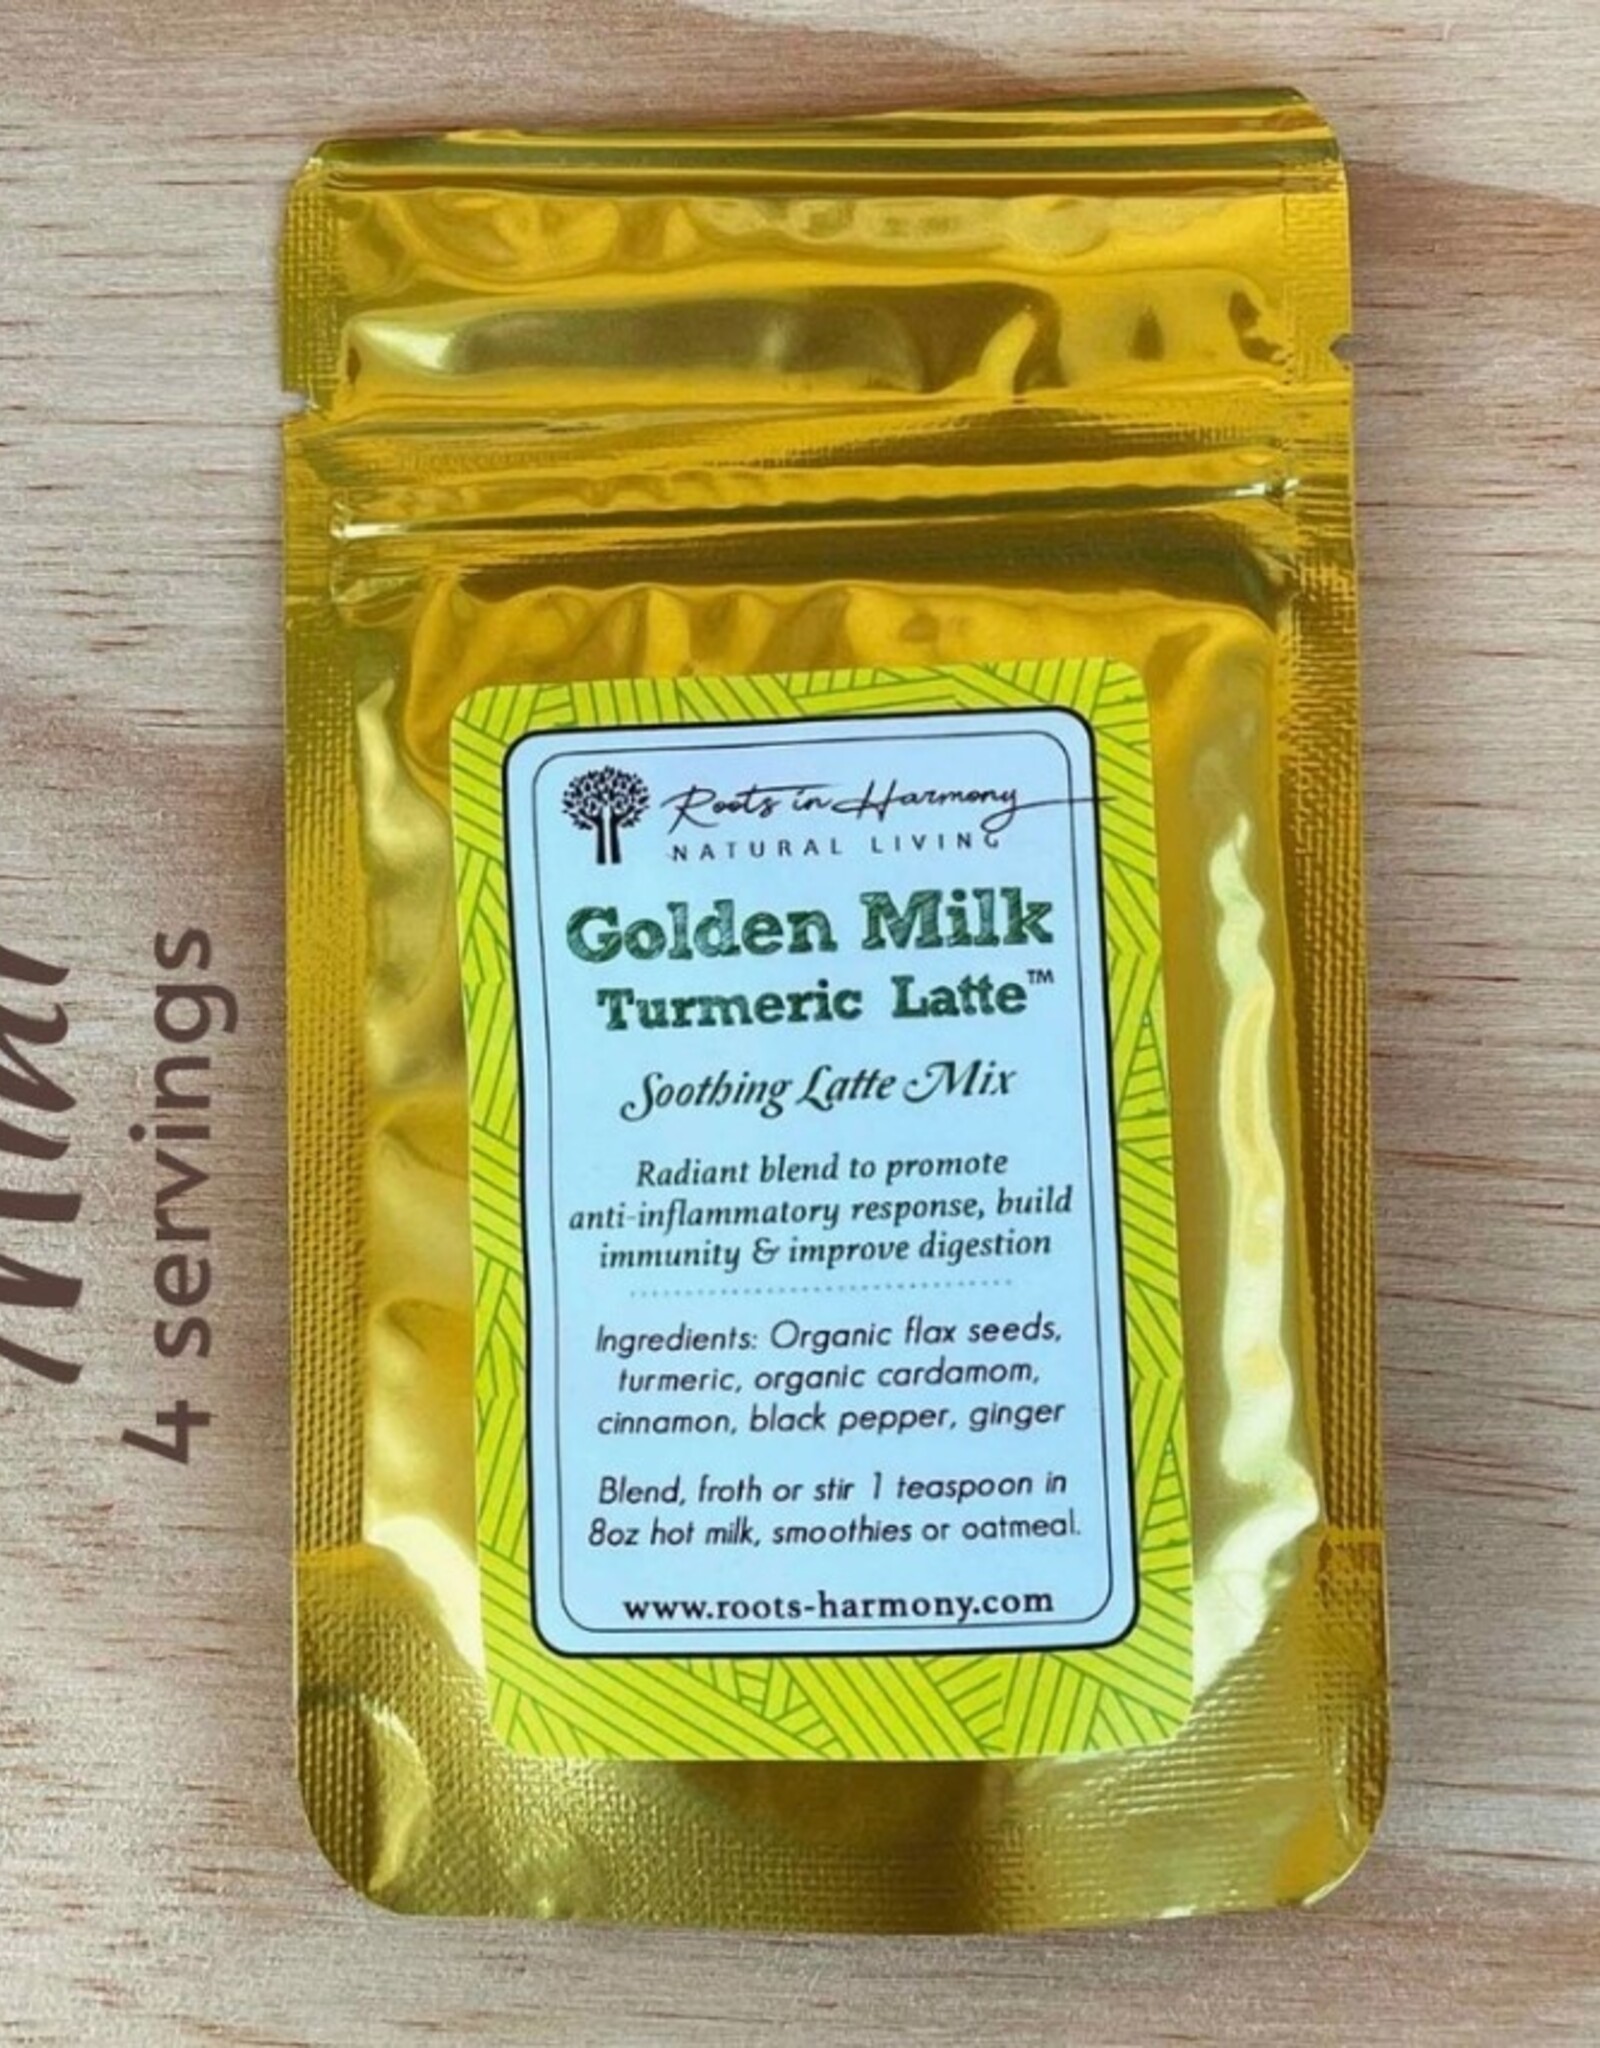 Mini
4 servings
Roots in Harmony
NATURAL LIVING
Golden Milk
Turmeric Latte™
Soothing Latte Mix
Radiant blend to promote
anti-inflammatory response, build
immunity & improve digestion
Ingredients: Organic flax seeds,
turmeric, organic cardamom,
cinnamon, black pepper, ginger
Blend, froth or stir 1 teaspoon in
8oz hot milk, smoothies or oatmeal.
www.roots-harmony.com